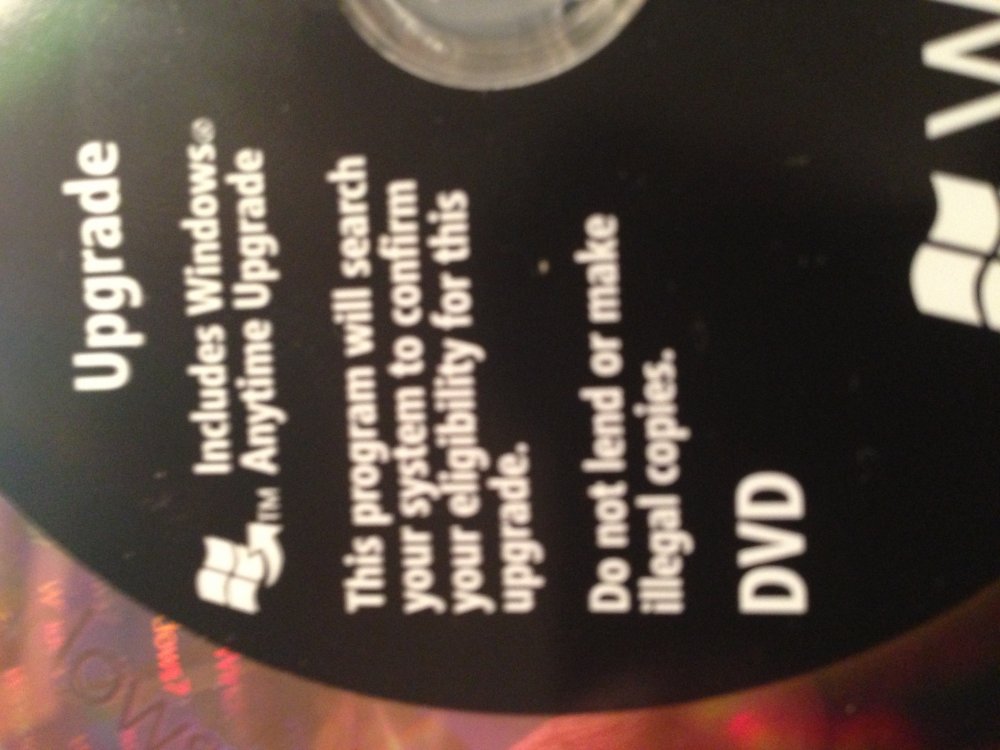 Upgrade
Includes Windows®
™ Anytime Upgrade
This program will search
your system to confirm
your eligibility for this
upgrade.
Do not lend or make
illegal copies.
DVD
W